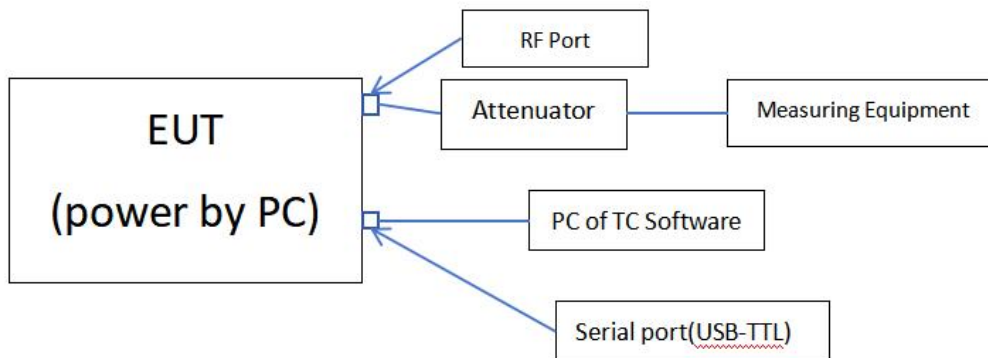 RF Port
EUT
(power by PC)
Attenuator
Measuring Equipment
PC of TC Software
Serial port(USB-TTL)